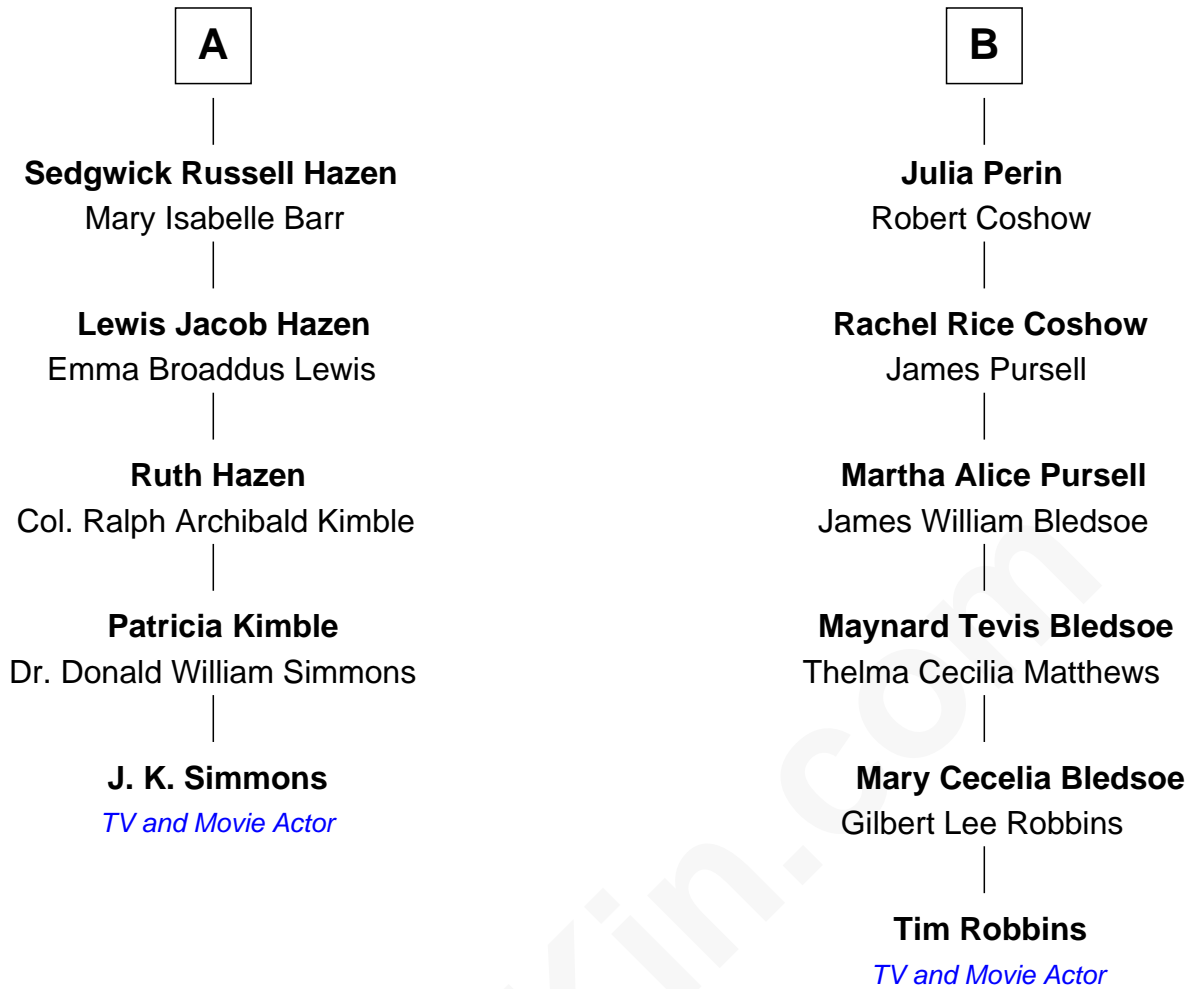 A
Sedgwick Russell Hazen
Mary Isabelle Barr
Lewis Jacob Hazen
Emma Broaddus Lewis
Ruth Hazen
Col. Ralph Archibald Kimble
Patricia Kimble
Dr. Donald William Simmons
J. K. Simmons
TV and Movie Actor
B
Julia Perin
Robert Coshow
Rachel Rice Coshow
James Pursell
Martha Alice Pursell
James William Bledsoe
Maynard Tevis Bledsoe
Thelma Cecilia Matthews
Mary Cecelia Bledsoe
Gilbert Lee Robbins
Tim Robbins
TV and Movie Actor
Kin.com